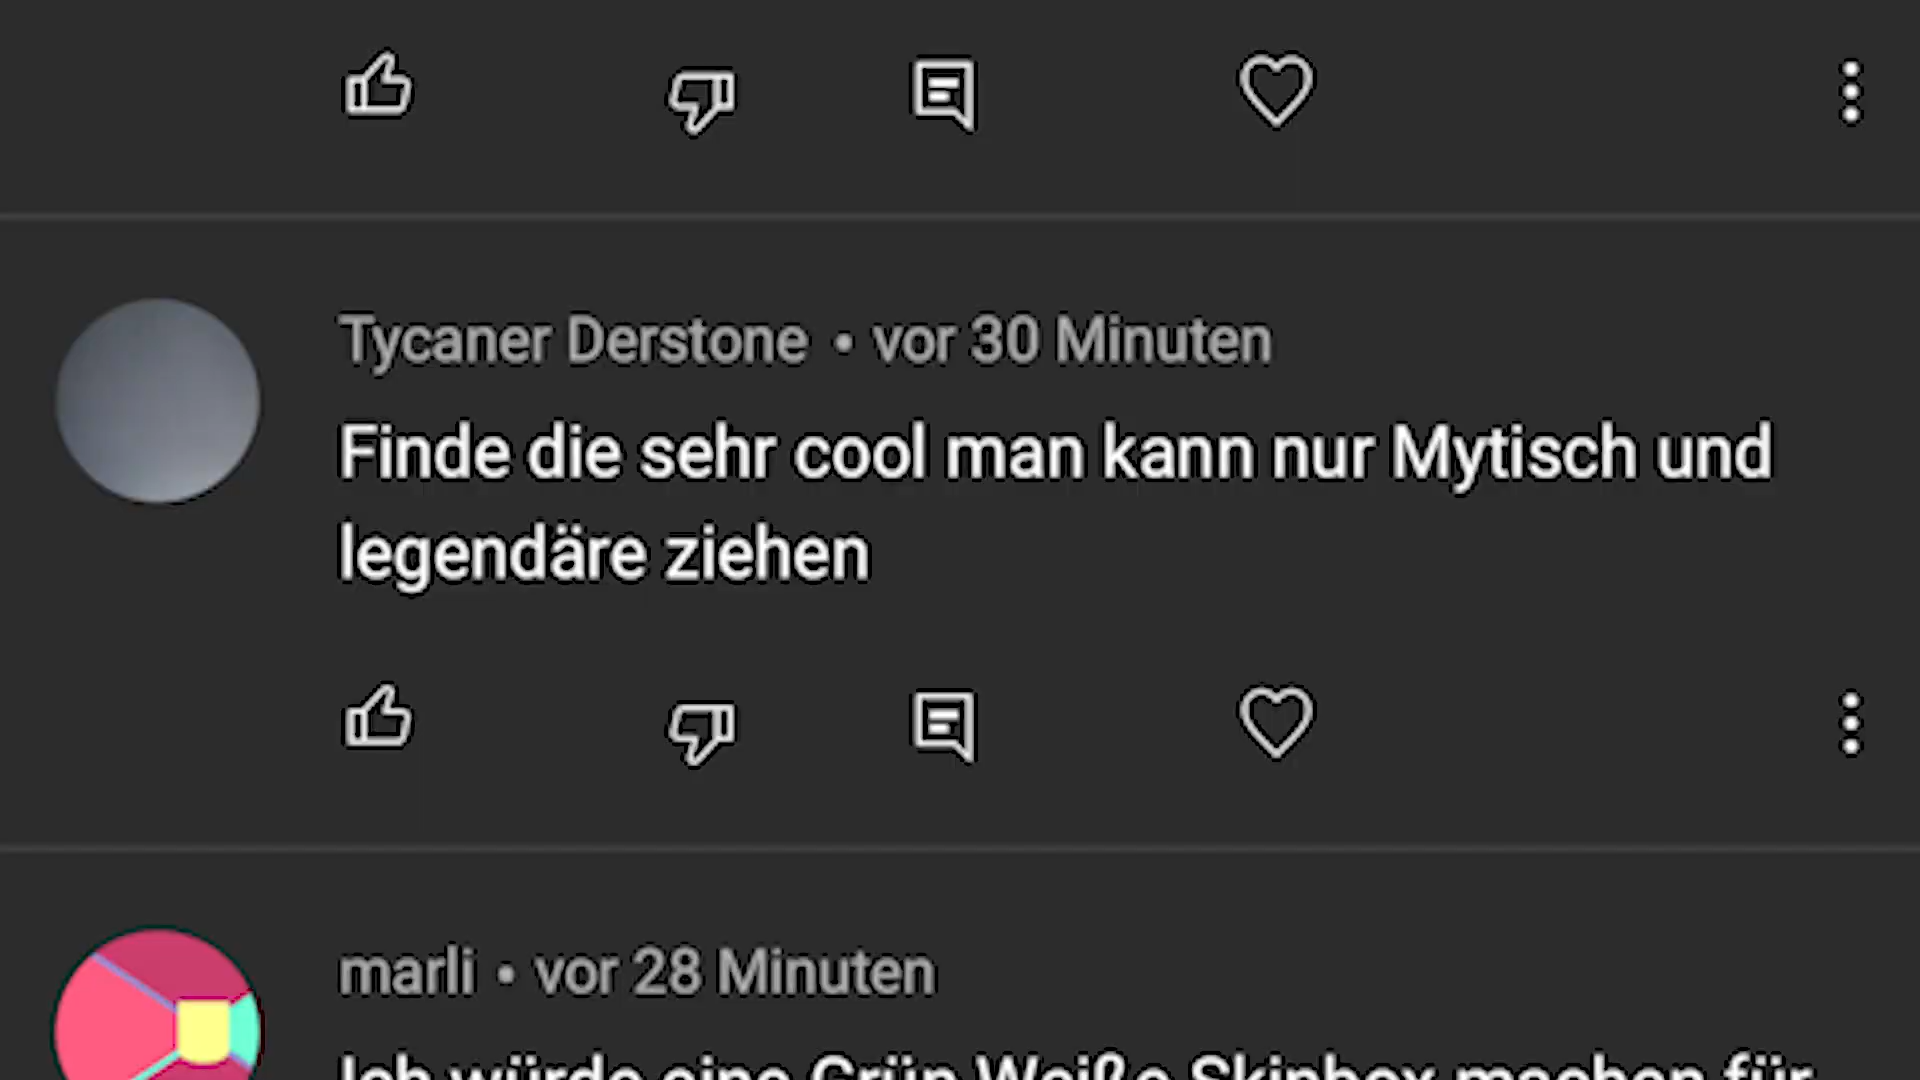 Tycaner Derstone • vor 30 Minuten
Finde die sehr cool man kann nur Mytisch und
legendäre ziehen
marli • vor 28 Minuten
Ich würde eine Grün Weiße Skinbox machen für